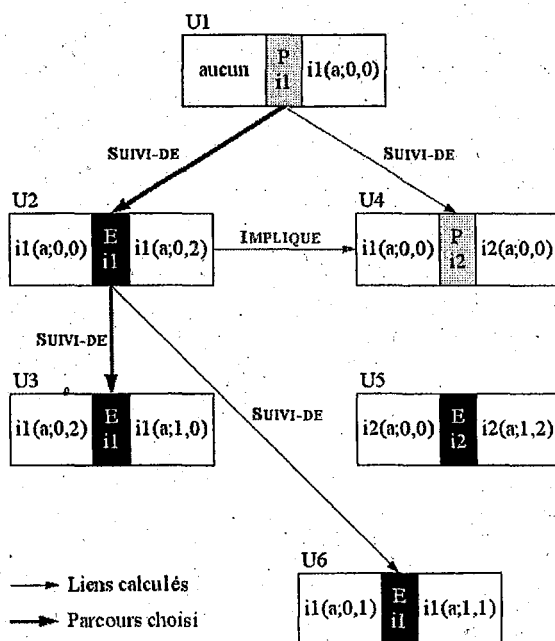 U1
aucun P i1 i1(a;0,0)
SUIVI-DE SUIVI-DE
U2 U4
i1(a;0,0) E i1 i1(a;0,2) IMPLIQUE i1(a;0,0) P i2 i2(a;0,0)
SUIVI-DE
U3 U5
i1(a;0,2) E i1 i1(a;1,0) SUIVI-DE i2(a;0,0) E i2 i2(a;1,2)
U6
i1(a;0,1) E i1 i1(a;1,1)
Liens calculés
Parcours choisi